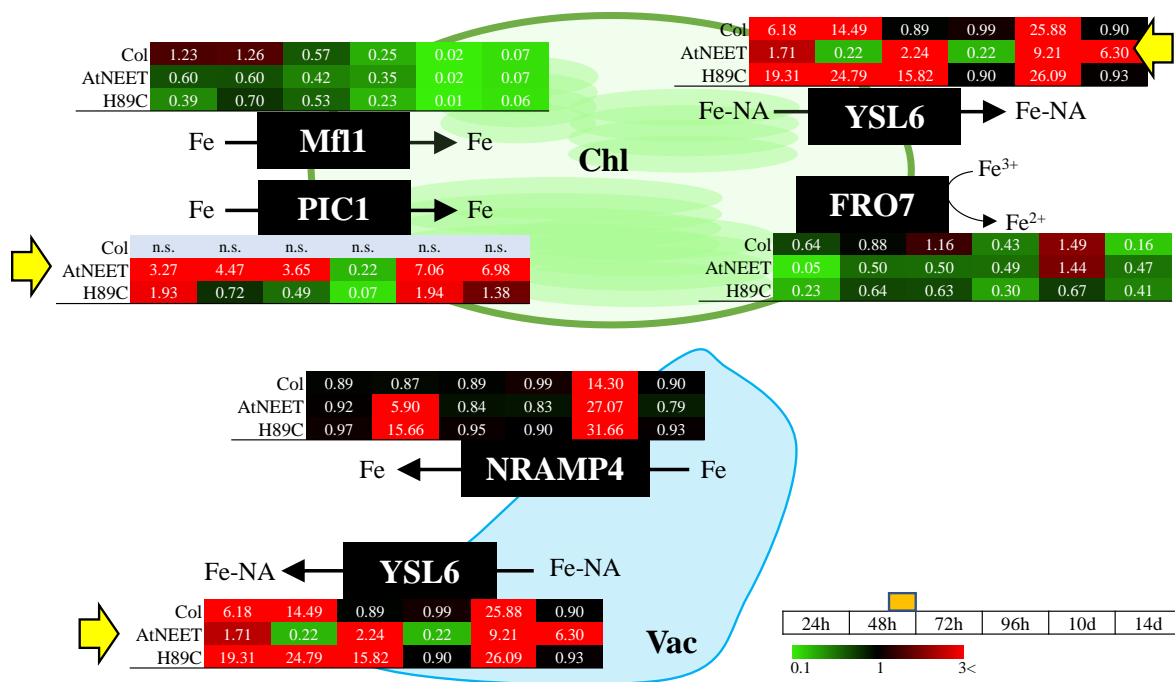 Col 1.23 1.26 0.57 0.25 0.02 0.07
AtNEET 0.60 0.60 0.42 0.35 0.02 0.07
H89C 0.39 0.70 0.53 0.23 0.01 0.06
Fe Mfl1 Fe
Col 6.18 14.49 0.89 0.99 25.88 0.90
AtNEET 1.71 0.22 2.24 0.22 9.21 6.30
H89C 19.31 24.79 15.82 0.90 26.09 0.93
Fe-NA YSL6 Fe-NA
Chl
Fe PIC1 Fe
Col n.s. n.s. n.s. n.s. n.s. n.s.
AtNEET 3.27 4.47 3.65 0.22 7.06 6.98
H89C 1.93 0.72 0.49 0.07 1.94 1.38
FRO7
Fe3+
Fe2+
Col 0.64 0.88 1.16 0.43 1.49 0.16
AtNEET 0.05 0.50 0.50 0.49 1.44 0.47
H89C 0.23 0.64 0.63 0.30 0.67 0.41
Col 0.89 0.87 0.89 0.99 14.30 0.90
AtNEET 0.92 5.90 0.84 0.83 27.07 0.79
H89C 0.97 15.66 0.95 0.90 31.66 0.93
Fe NRAMP4 Fe
Fe-NA YSL6 Fe-NA
Col 6.18 14.49 0.89 0.99 25.88 0.90
AtNEET 1.71 0.22 2.24 0.22 9.21 6.30
H89C 19.31 24.79 15.82 0.90 26.09 0.93
Vac
24h 48h 72h 96h 10d 14d
0.1 1 3<